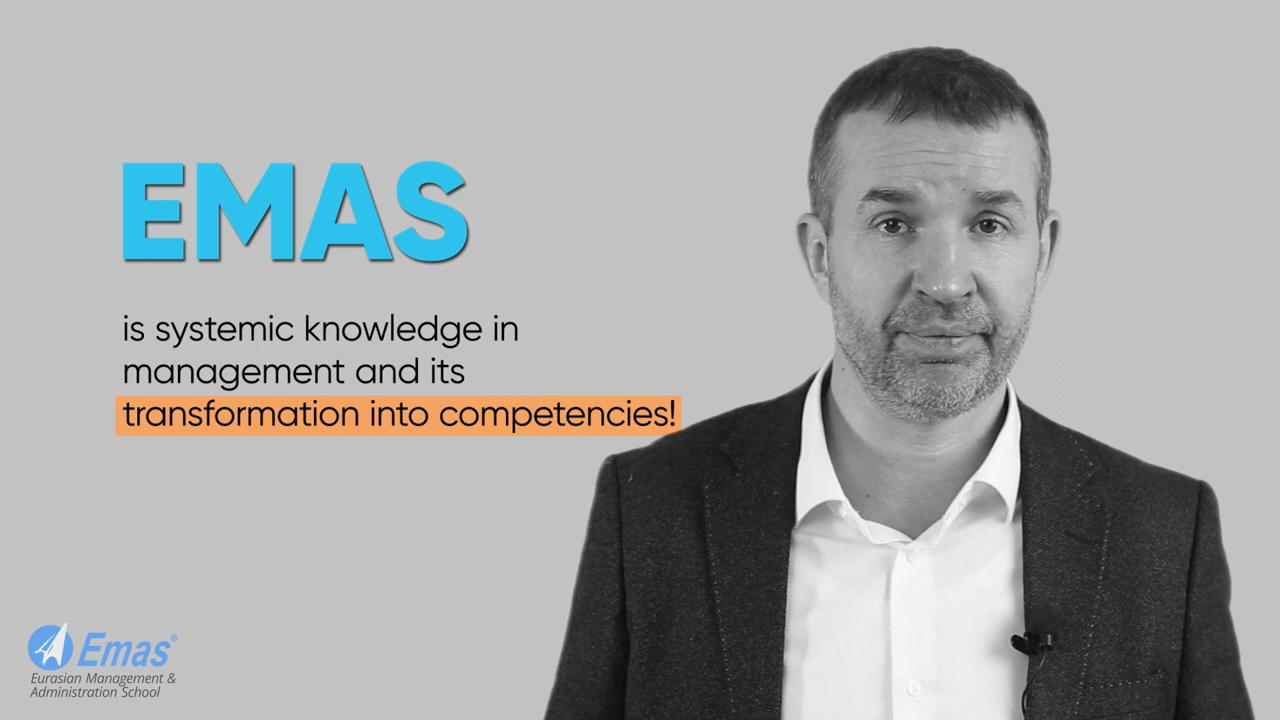 EMAS
is systemic knowledge in
management and its
transformation into competencies!
Emas®
Eurasian Management &
Administration School